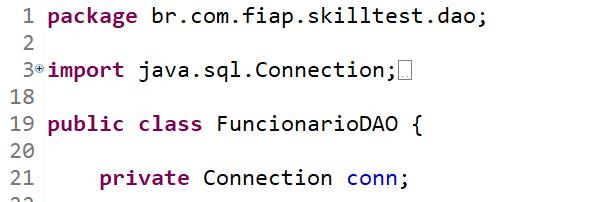 1 package br.com.fiap.skilltest.dao;
2
3 import java.sql.Connection;
18
19 public class FuncionarioDAO {
20
21 private Connection conn;